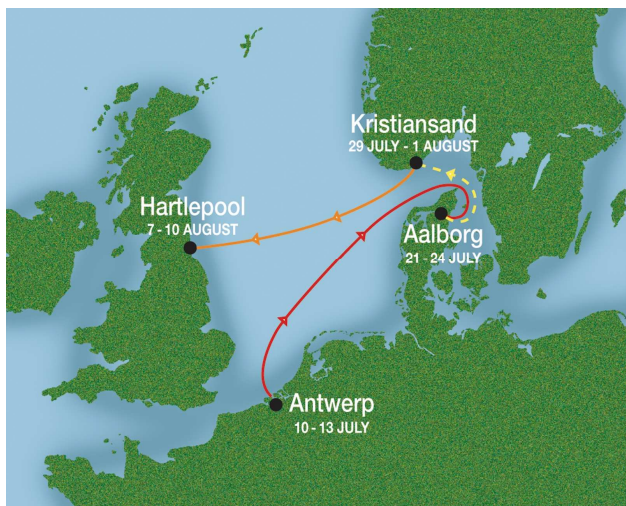 Kristiansand
29 JULY - 1 AUGUST
Hartlepool
7 - 10 AUGUST
Aalborg
21 - 24 JULY
Antwerp
10 - 13 JULY